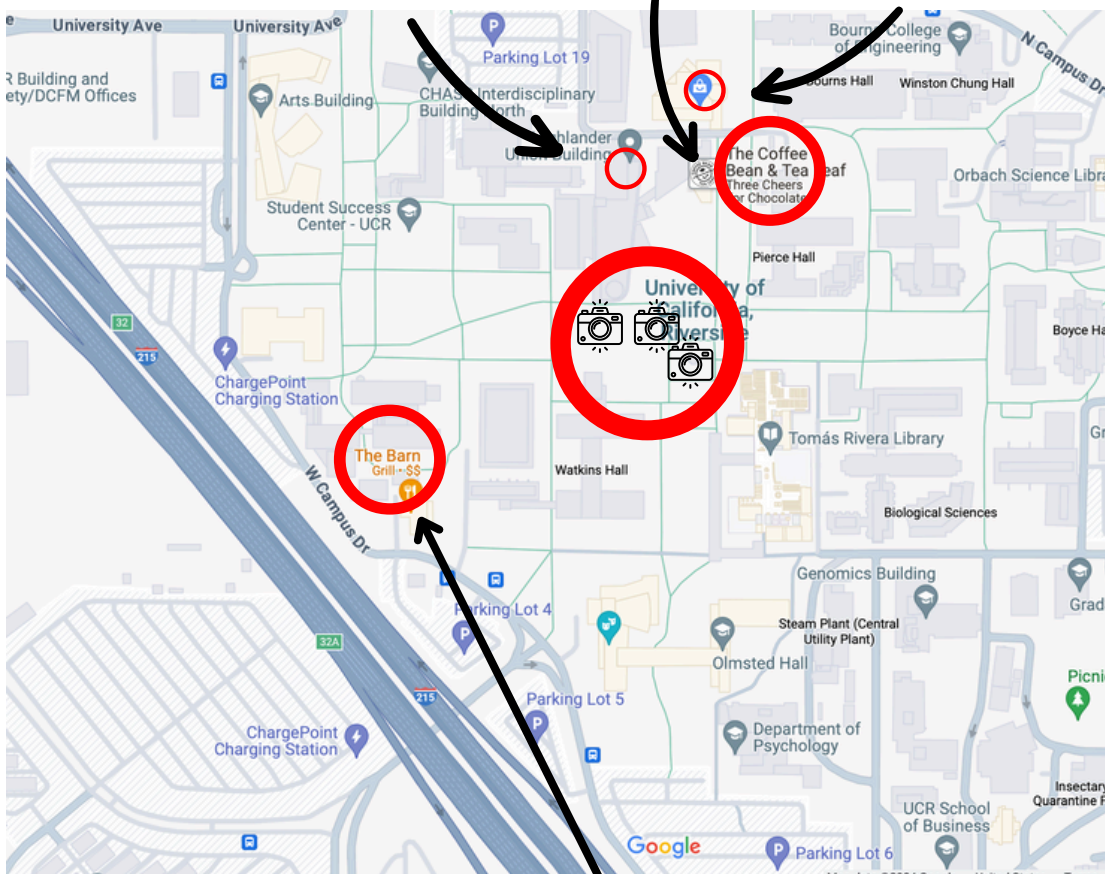 University Ave
University Ave
Parking Lot 19
Bourns College
of Engineering
N Campus Dr
R Building and
ety/DCFM Offices
Arts Building
CHASS Interdisciplinary
Building North
ourns Hall
Winston Chung Hall
hlander
Union Building
The Coffee
Bean & Tea Leaf
Three Cheers
for Chocolate
Orbach Science Libra
Student Success
Center - UCR
Pierce Hall
University of
California,
Riverside
32
215
Boyce Ha
ChargePoint
Charging Station
The Barn
Grill · $$
Tomás Rivera Library
Gr
Watkins Hall
W Campus Dr
Biological Sciences
Genomics Building
Parking Lot 4
Grad
Steam Plant (Central
Utility Plant)
32A
Olmsted Hall
Picni
215
Parking Lot 5
ChargePoint
Charging Station
Department of
Psychology
Insectary
Quarantine F
UCR School
of Business
Google
Parking Lot 6